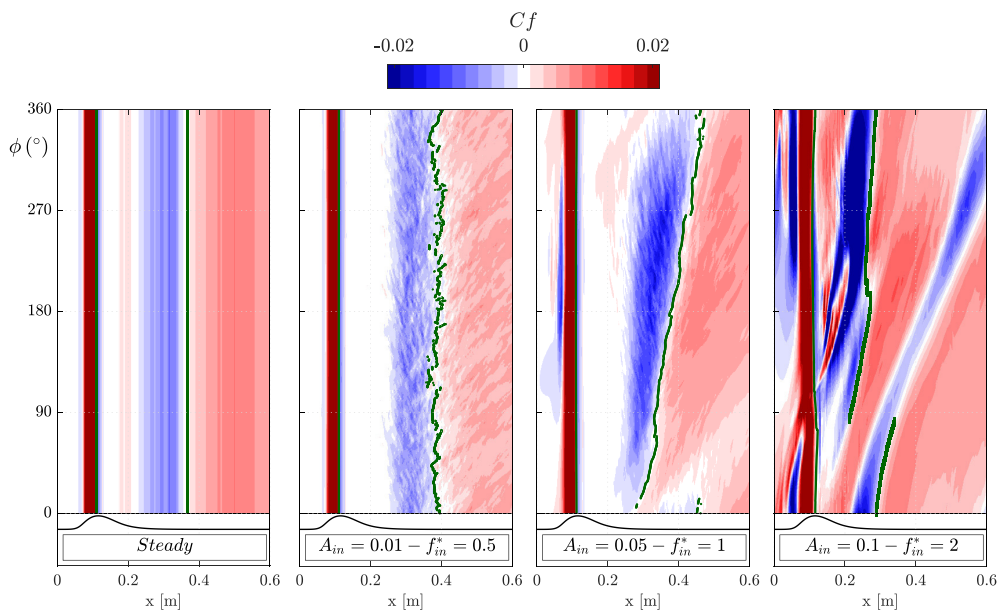 Cf
-0.02 0 0.02
360
ϕ (°)
270
180
90
0
Steady
A_in = 0.01 − f*_in = 0.5
A_in = 0.05 − f*_in = 1
A_in = 0.1 − f*_in = 2
0 0.2 0.4 0.6 0 0.2 0.4 0.6 0 0.2 0.4 0.6 0 0.2 0.4 0.6
x [m] x [m] x [m] x [m]